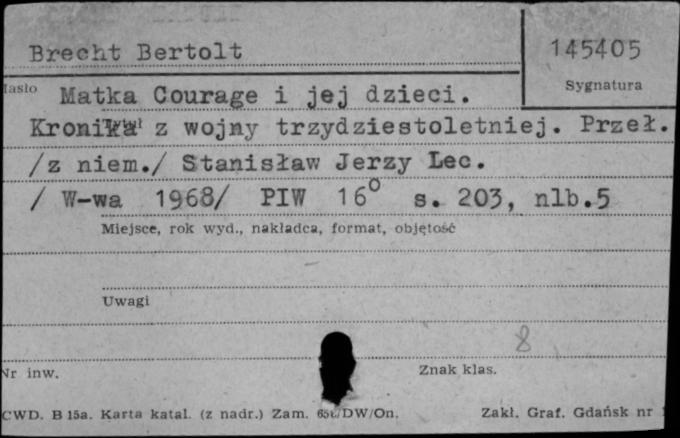 Brecht Bertolt
145405
Sygnatura
Hasło
Matka Courage i jej dzieci.
Kronika z wojny trzydziestoletniej. Przeł.
/z niem./ Stanisław Jerzy Lec.
/ W-wa 1968/ PIW 16° s. 203, nlb.5
Miejsce, rok wyd., nakładca, format, objętość
Uwagi
8
Nr inw.
Znak klas.
CWD. B 15a. Karta katal. (z nadr.) Zam. /DW/On.
Zakł. Graf. Gdańsk nr